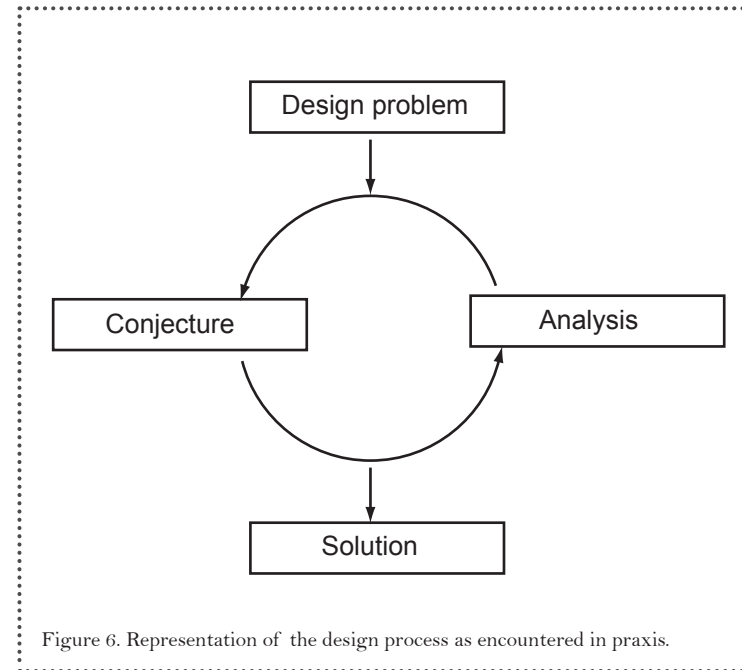 Design problem
Conjecture
Analysis
Solution
Figure 6. Representation of the design process as encountered in praxis.